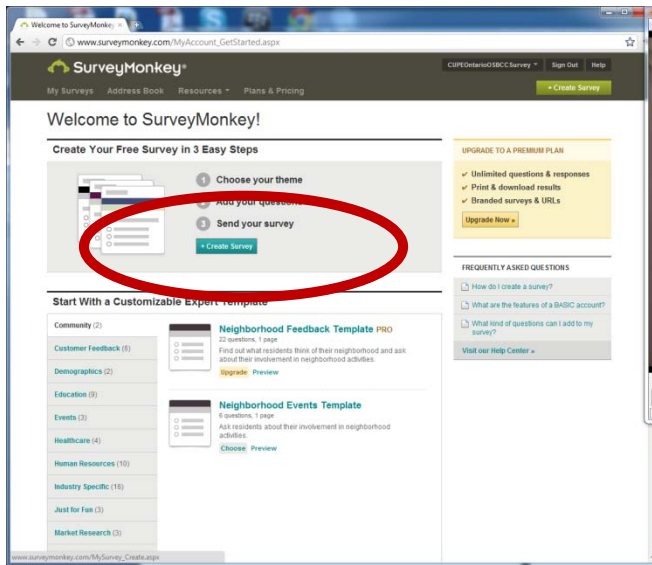 Welcome to SurveyMonkey
www.surveymonkey.com/MyAccount_GetStarted.aspx
SurveyMonkey®
CUPEOntarioOSBCCSurvey Sign Out Help
My Surveys Address Book Resources Plans & Pricing
+ Create Survey
Welcome to SurveyMonkey!
Create Your Free Survey in 3 Easy Steps
1 Choose your theme
2 Add your questions
3 Send your survey
+ Create Survey
UPGRADE TO A PREMIUM PLAN
Unlimited questions & responses
Print & download results
Branded surveys & URLs
Upgrade Now »
FREQUENTLY ASKED QUESTIONS
How do I create a survey?
What are the features of a BASIC account?
What kind of questions can I add to my
survey?
Visit our Help Center »
Start With a Customizable Expert Template
Community (2)
Customer Feedback (5)
Demographics (2)
Education (9)
Events (3)
Healthcare (4)
Human Resources (10)
Industry Specific (16)
Just for Fun (3)
Market Research (3)
Neighborhood Feedback Template PRO
22 questions, 1 page
Find out what residents think of their neighborhood and ask
about their involvement in neighborhood activities.
Upgrade Preview
Neighborhood Events Template
6 questions, 1 page
Ask residents about their involvement in neighborhood
activities.
Choose Preview
www.surveymonkey.com/MySurvey_Create.aspx